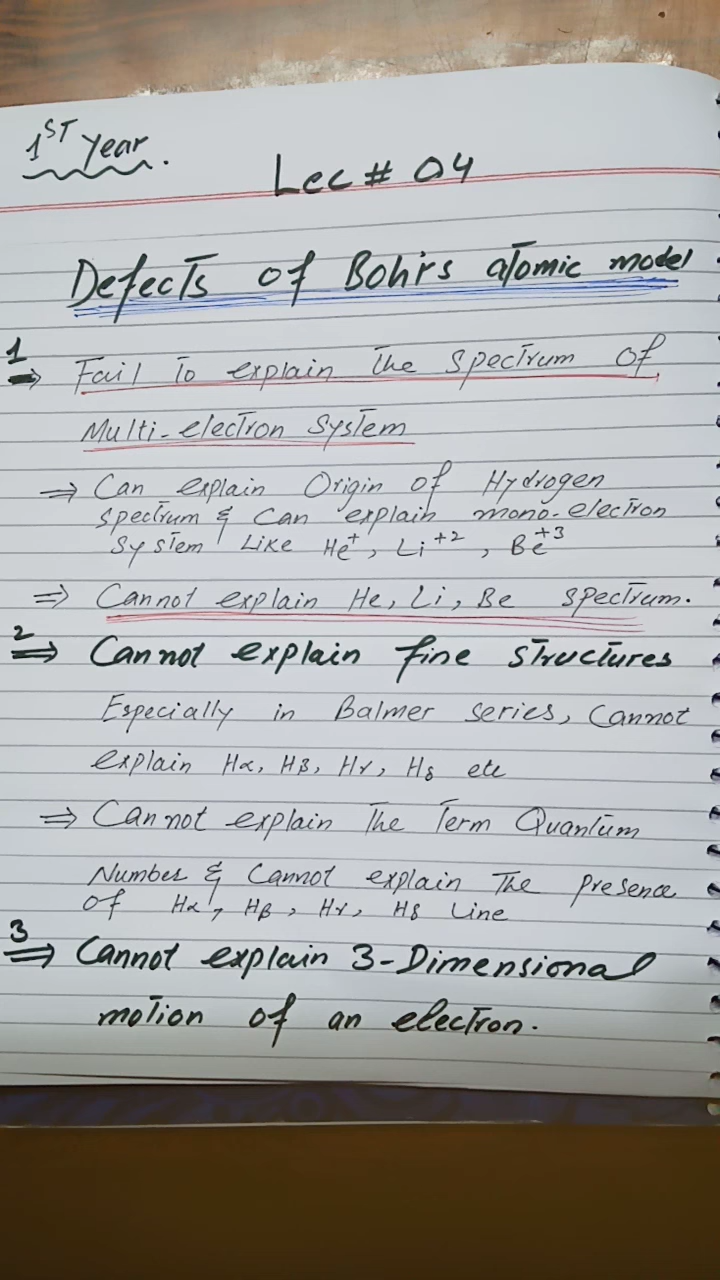 1ST Year.
Lec # 04
Defects of Bohr's atomic model
1 ⇒ Fail To explain the spectrum of
Multi-electron System
⇒ Can explain Origin of Hydrogen
spectrum & Can explain mono-electron
System Like He⁺, Li⁺², Be⁺³
⇒ Cannot explain He, Li, Be spectrum.
2 ⇒ Cannot explain fine structures
Especially in Balmer series, Cannot
explain Hα, Hβ, Hγ, Hδ etc
⇒ Cannot explain The Term Quantum
Number & Cannot explain The presence
of Hα, Hβ, Hγ, Hδ Line
3 ⇒ Cannot explain 3-Dimensional
motion of an electron.